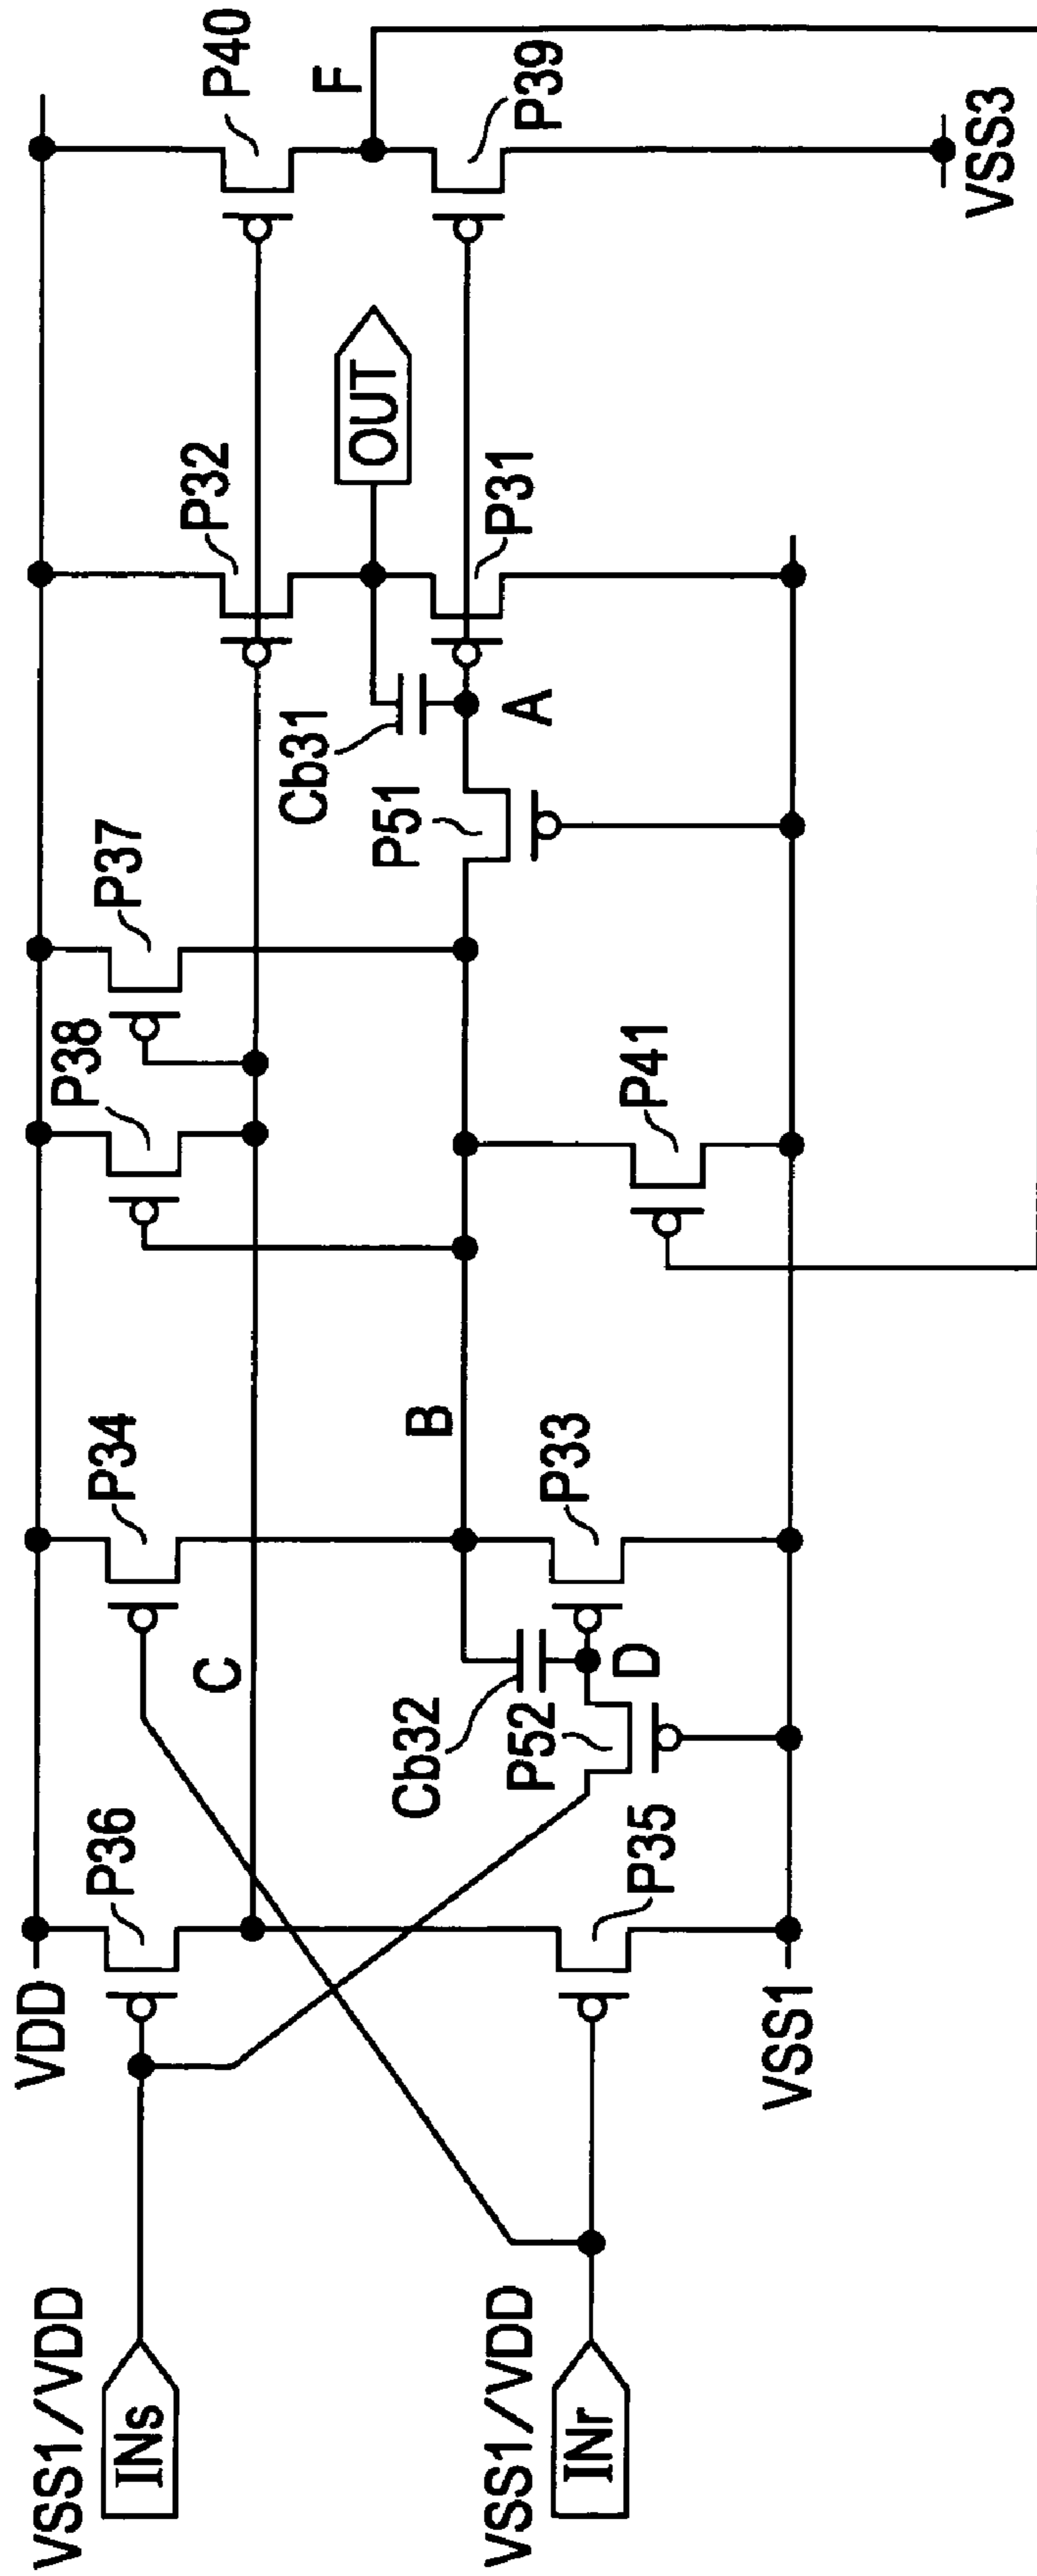 VSS1/VDD
INs
VSS1/VDD
INr
VDD
VSS1
P36
P35
C
Cb32
P52
D
P34
P33
B
P38
P37
P41
P51
Cb31
A
P32
P31
OUT
P40
F
P39
VSS3